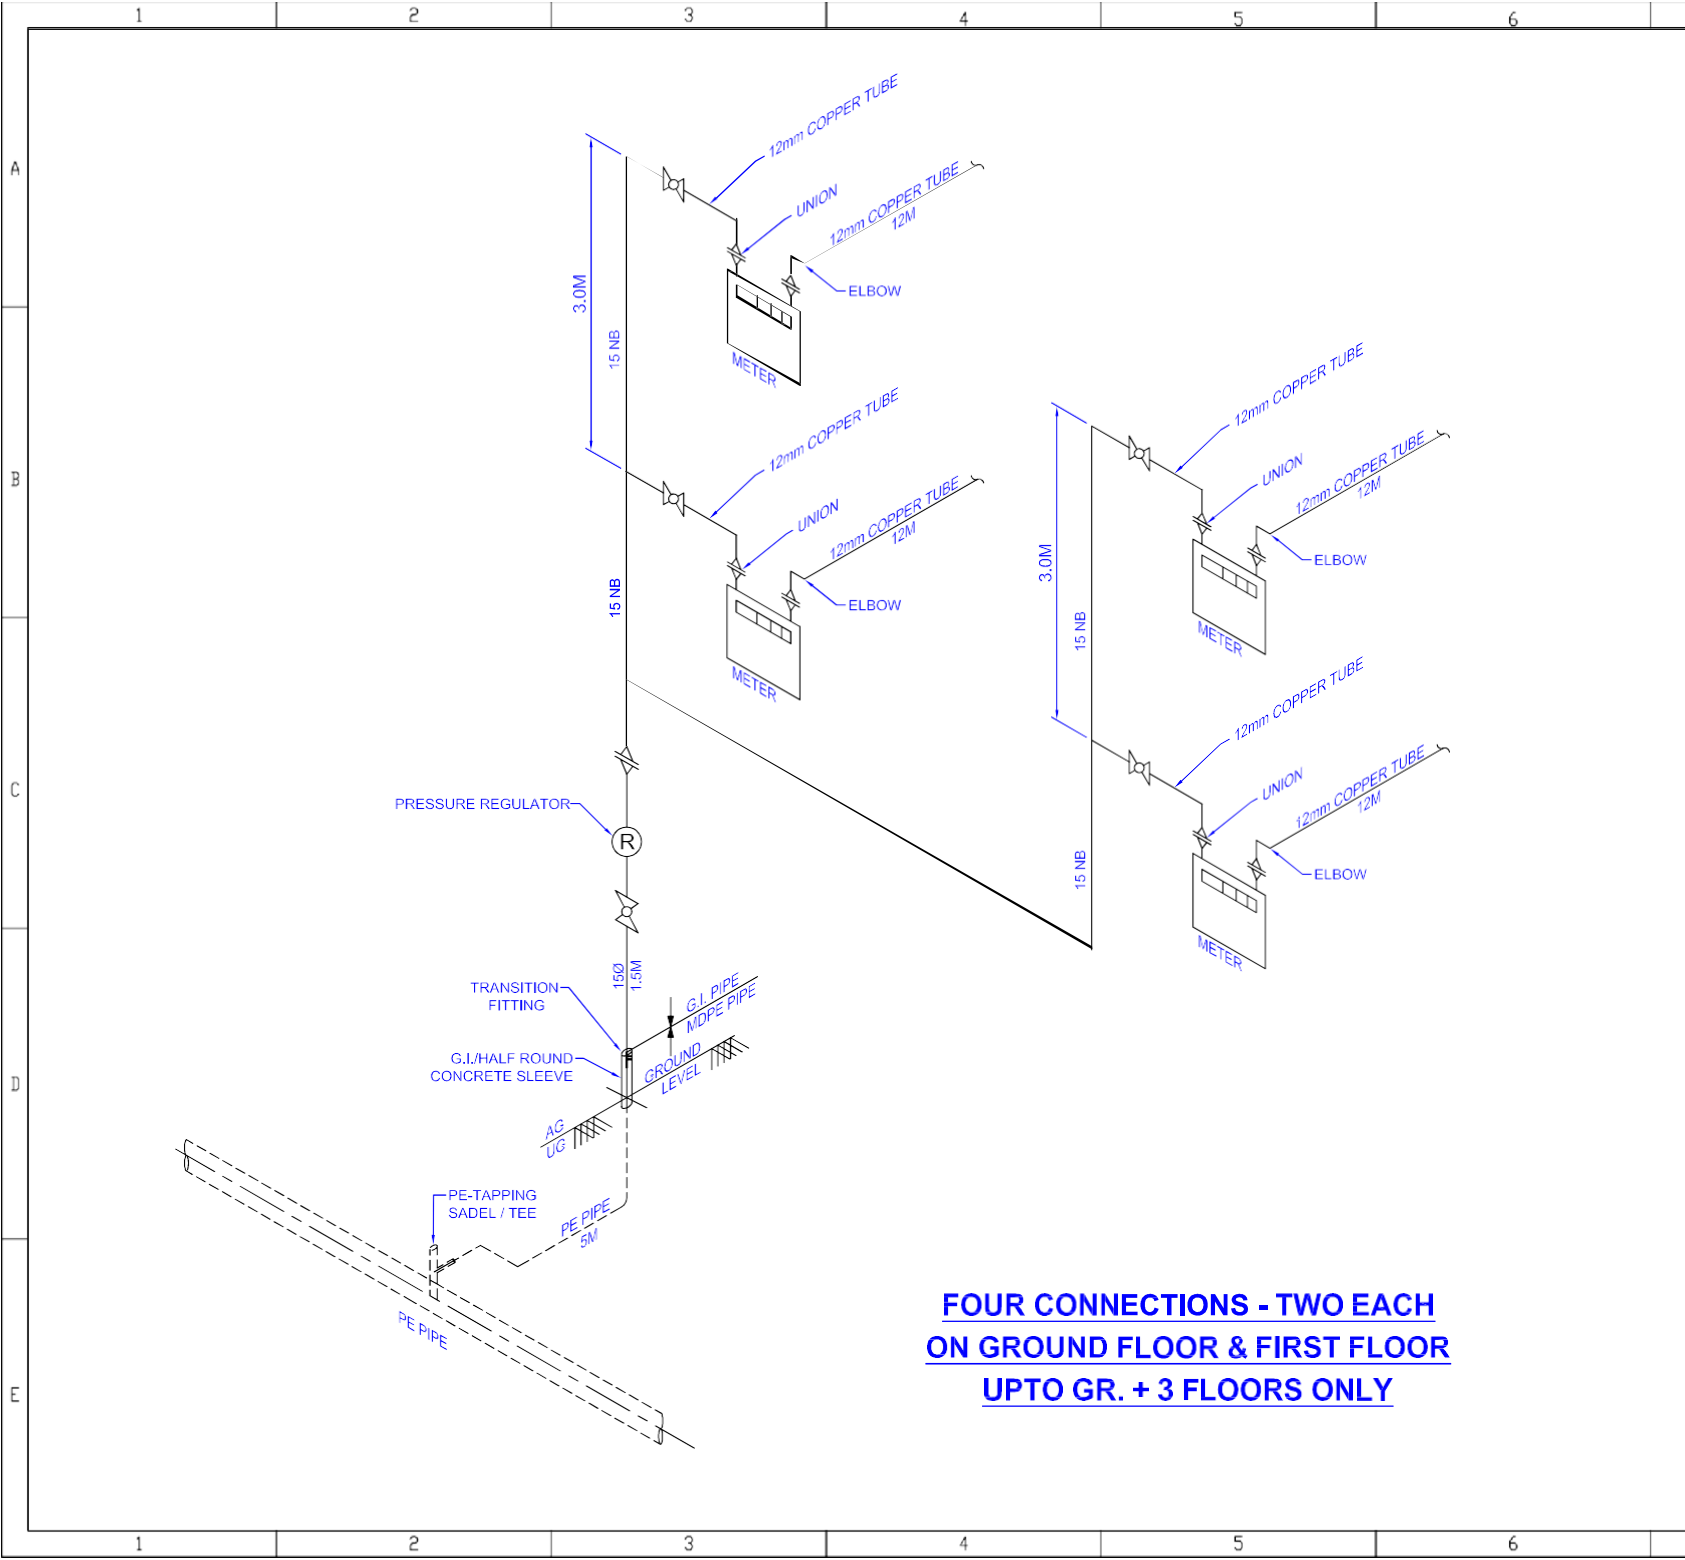 1 2 3 4 5 6
A
B
C
D
E
12mm COPPER TUBE
UNION
12mm COPPER TUBE
12M
ELBOW
3.0M
15 NB
METER
12mm COPPER TUBE
UNION
12mm COPPER TUBE
12M
ELBOW
15 NB
METER
12mm COPPER TUBE
UNION
12mm COPPER TUBE
12M
ELBOW
3.0M
15 NB
METER
12mm COPPER TUBE
UNION
12mm COPPER TUBE
12M
ELBOW
15 NB
METER
PRESSURE REGULATOR
R
15Ø
1.5M
TRANSITION
FITTING
G.I. PIPE
MDPE PIPE
G.I./HALF ROUND
CONCRETE SLEEVE
GROUND
LEVEL
AG
UG
PE-TAPPING
SADEL / TEE
PE PIPE
5M
PE PIPE
FOUR CONNECTIONS - TWO EACH
ON GROUND FLOOR & FIRST FLOOR
UPTO GR. + 3 FLOORS ONLY
1 2 3 4 5 6